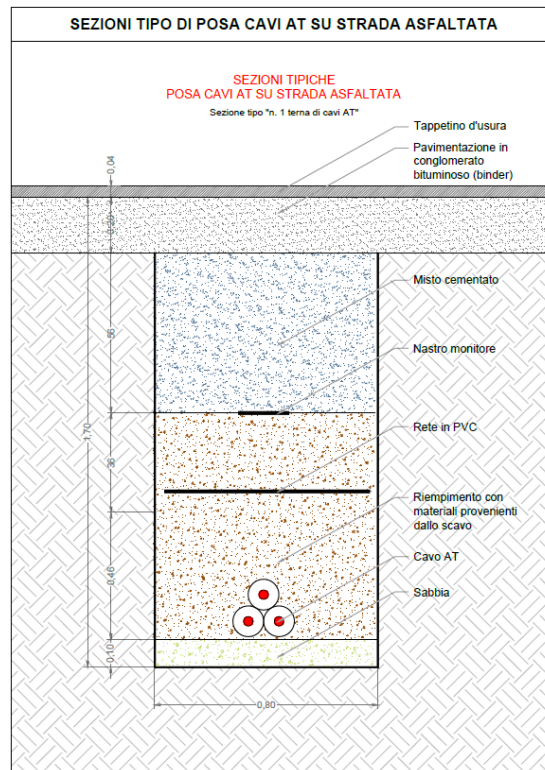 SEZIONI TIPO DI POSA CAVI AT SU STRADA ASFALTATA
SEZIONI TIPICHE
POSA CAVI AT SU STRADA ASFALTATA
Sezione tipo "n. 1 terna di cavi AT"
Tappetino d'usura
Pavimentazione in
conglomerato
bituminoso (binder)
0,04
Misto cementato
Nastro monitore
1,70
Rete in PVC
Riempimento con
materiali provenienti
dallo scavo
0,46
Cavo AT
Sabbia
0,10
0,80